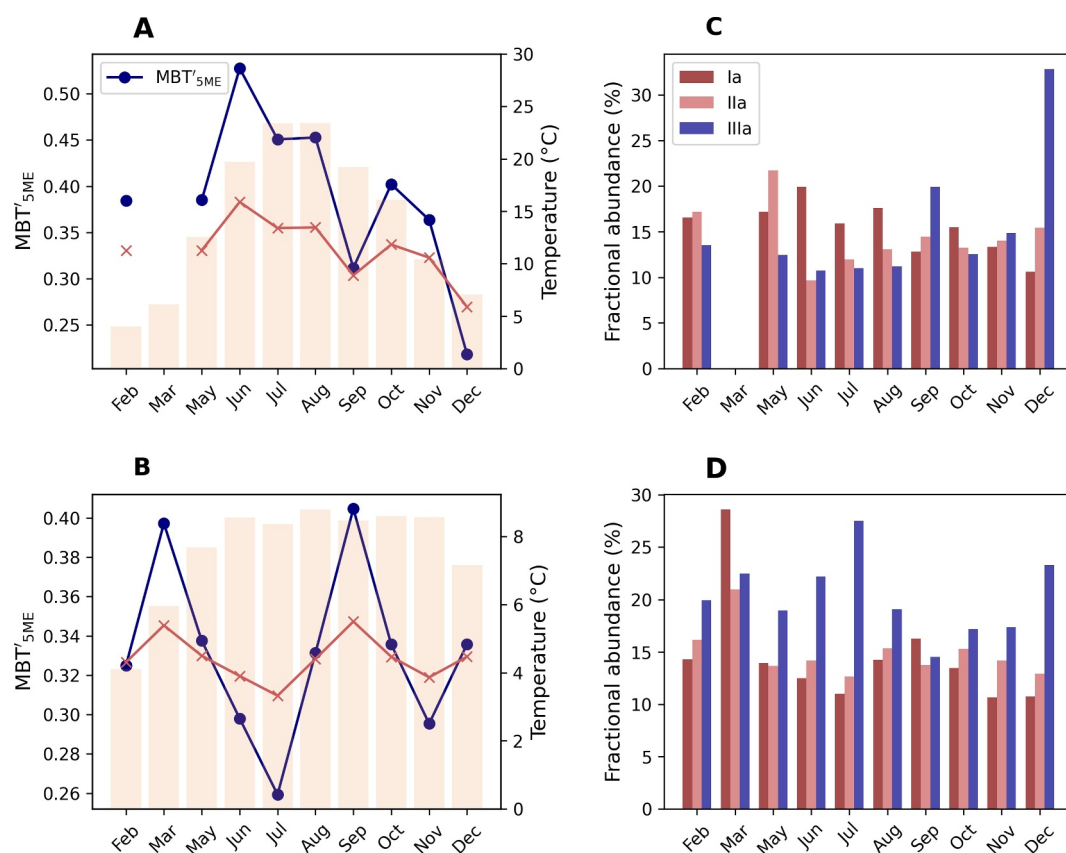 A
MBT′5ME
MBT′5ME
0.50
0.45
0.40
0.35
0.30
0.25
30
25
20
15
10
5
0
Temperature (°C)
Feb Mar May Jun Jul Aug Sep Oct Nov Dec
C
Ia
IIa
IIIa
Fractional abundance (%)
30
25
20
15
10
5
0
Feb Mar May Jun Jul Aug Sep Oct Nov Dec
B
MBT′5ME
0.40
0.38
0.36
0.34
0.32
0.30
0.28
0.26
8
6
4
2
0
Temperature (°C)
Feb Mar May Jun Jul Aug Sep Oct Nov Dec
D
Fractional abundance (%)
30
25
20
15
10
5
0
Feb Mar May Jun Jul Aug Sep Oct Nov Dec